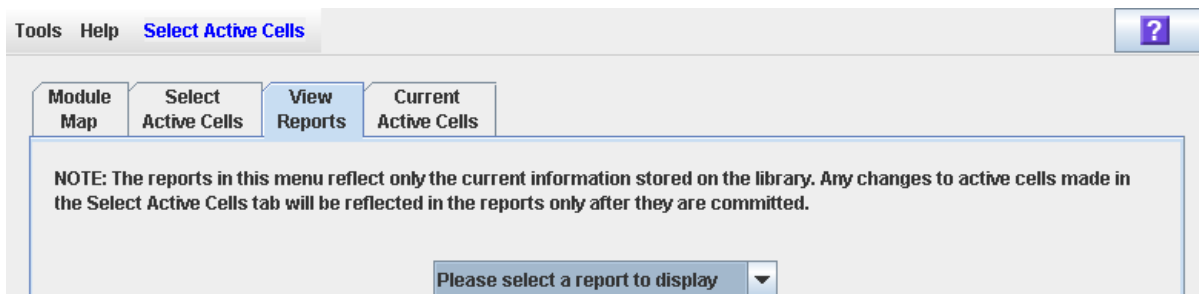 Tools Help Select Active Cells ?
Module Map
Select Active Cells
View Reports
Current Active Cells
NOTE: The reports in this menu reflect only the current information stored on the library. Any changes to active cells made in
the Select Active Cells tab will be reflected in the reports only after they are committed.
Please select a report to display